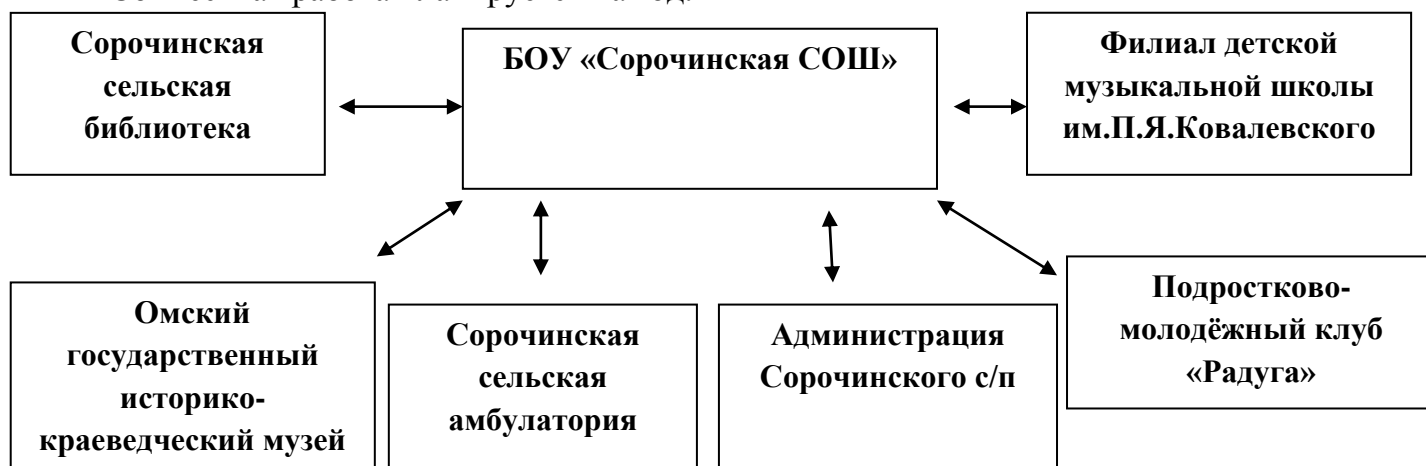 Сорочинская
сельская
библиотека
БОУ «Сорочинская СОШ»
Филиал детской
музыкальной школы
им.П.Я.Ковалевского
Омский
государственный
историко-
краеведческий музей
Сорочинская
сельская
амбулатория
Администрация
Сорочинского с/п
Подростково-
молодёжный клуб
«Радуга»